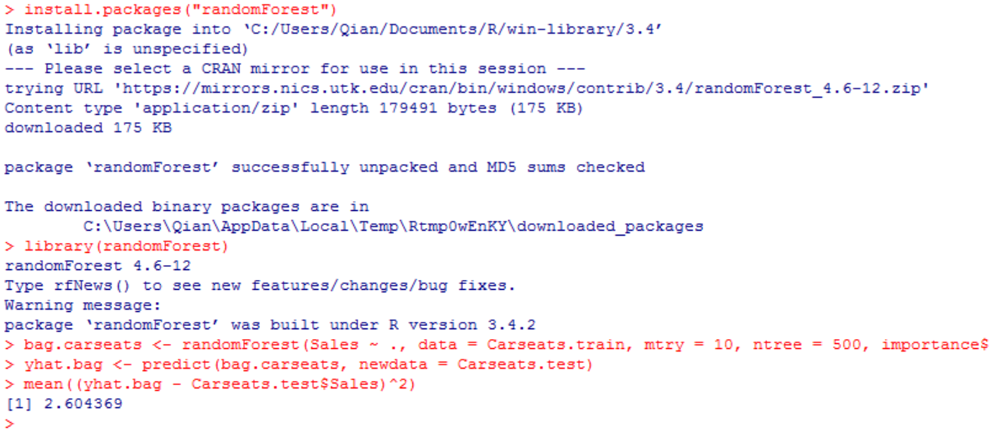 > install.packages("randomForest")
Installing package into ‘C:/Users/Qian/Documents/R/win-library/3.4’
(as ‘lib’ is unspecified)
--- Please select a CRAN mirror for use in this session ---
trying URL 'https://mirrors.nics.utk.edu/cran/bin/windows/contrib/3.4/randomForest_4.6-12.zip'
Content type 'application/zip' length 179491 bytes (175 KB)
downloaded 175 KB
package ‘randomForest’ successfully unpacked and MD5 sums checked
The downloaded binary packages are in
C:\Users\Qian\AppData\Local\Temp\Rtmp0wEnKY\downloaded_packages
> library(randomForest)
randomForest 4.6-12
Type rfNews() to see new features/changes/bug fixes.
Warning message:
package ‘randomForest’ was built under R version 3.4.2
> bag.carseats <- randomForest(Sales ~ ., data = Carseats.train, mtry = 10, ntree = 500, importance$
> yhat.bag <- predict(bag.carseats, newdata = Carseats.test)
> mean((yhat.bag - Carseats.test$Sales)^2)
[1] 2.604369
>